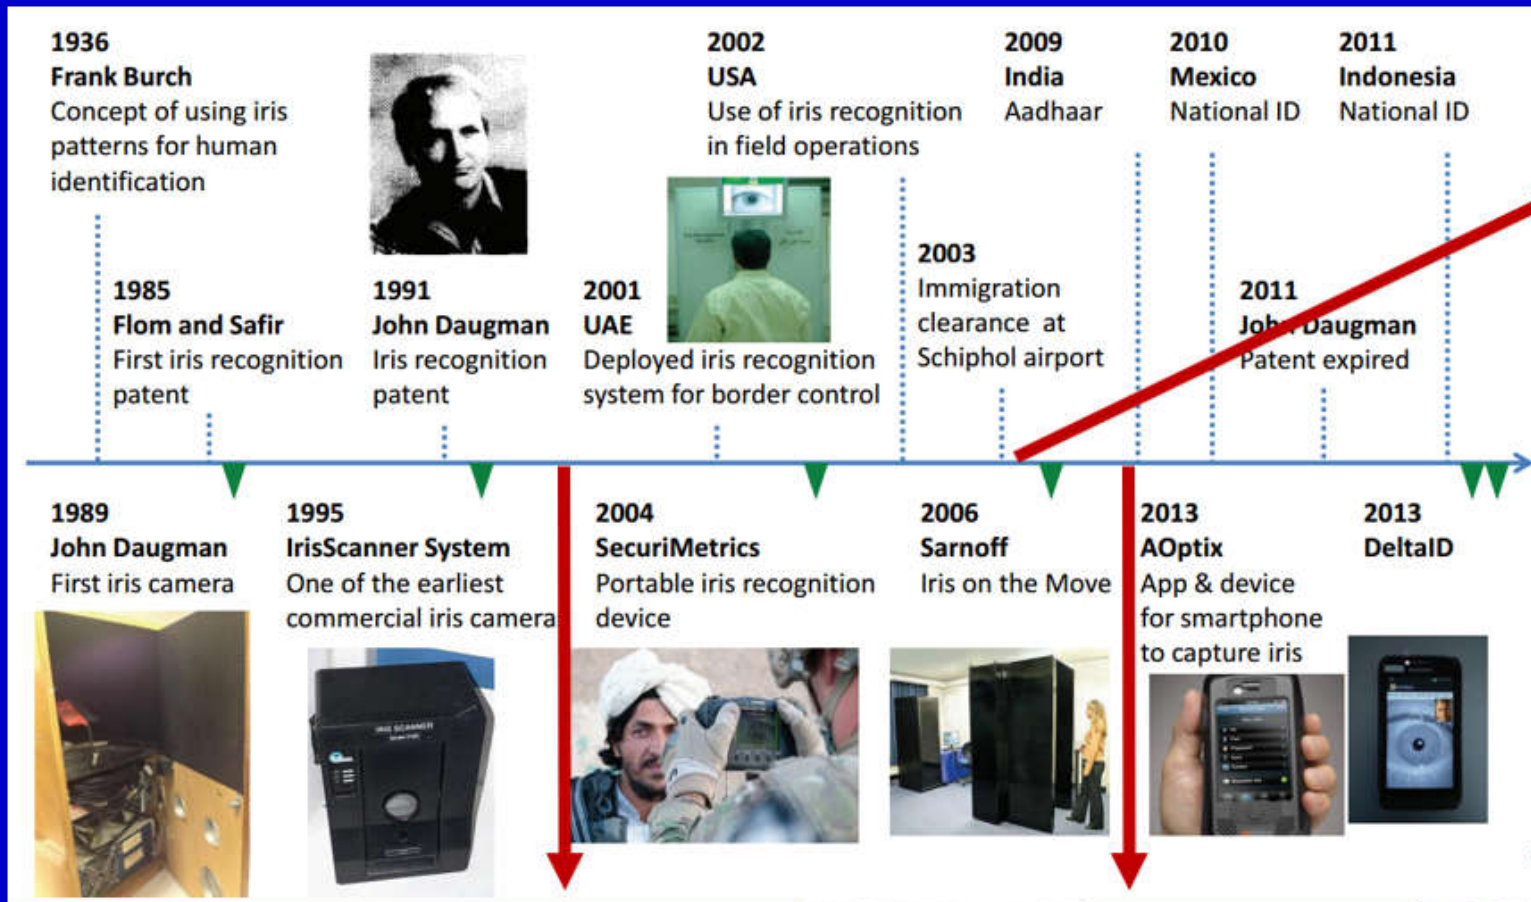 1936
Frank Burch
Concept of using iris
patterns for human
identification
1985
Flom and Safir
First iris recognition
patent
1991
John Daugman
Iris recognition
patent
2001
UAE
Deployed iris recognition
system for border control
2002
USA
Use of iris recognition
in field operations
2003
Immigration
clearance at
Schiphol airport
2009
India
Aadhaar
2010
Mexico
National ID
2011
Indonesia
National ID
2011
John Daugman
Patent expired
1989
John Daugman
First iris camera
1995
IrisScanner System
One of the earliest
commercial iris camera
IRIS SCANNER
2004
SecuriMetrics
Portable iris recognition
device
2006
Sarnoff
Iris on the Move
2013
AOptix
App & device
for smartphone
to capture iris
2013
DeltaID